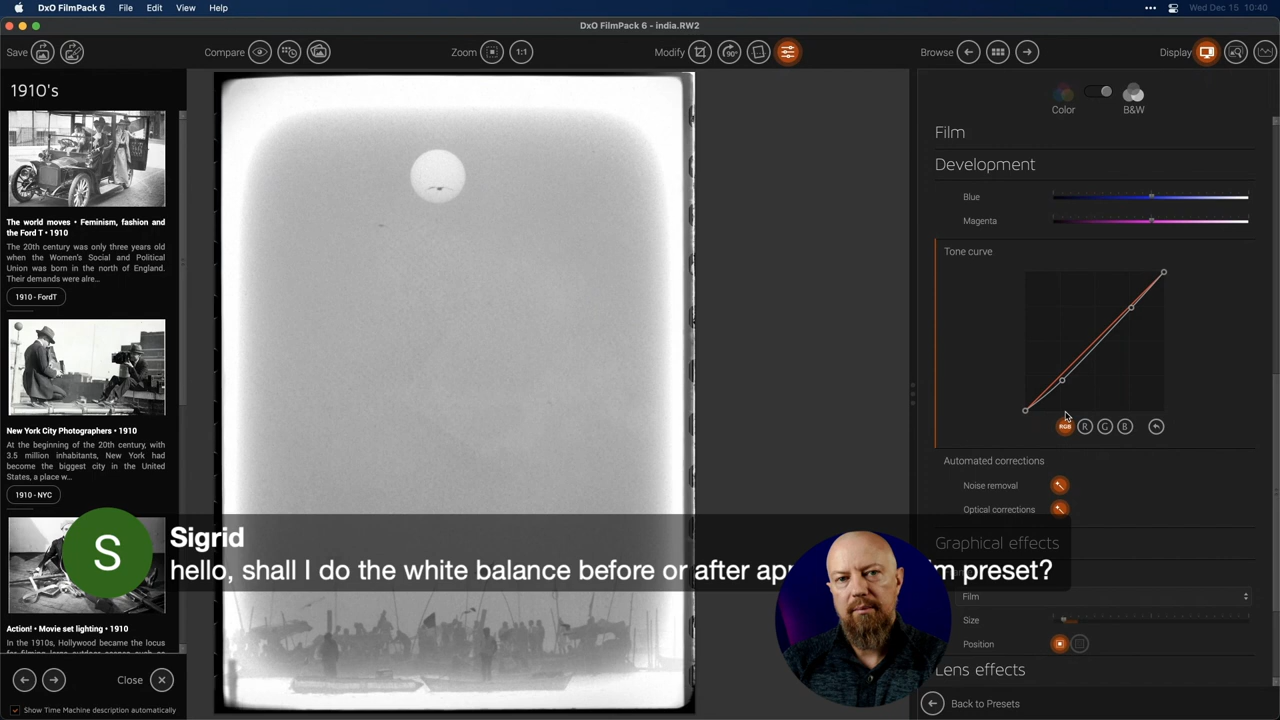 DxO FilmPack 6 File Edit View Help
Wed Dec 15 10:40
DxO FilmPack 6 - india.RW2
Save Compare Zoom 1:1 Modify 90° Browse Display
1910's
The world moves • Feminism, fashion and
the Ford T • 1910
The 20th century was only three years old
when the Women's Social and Political
Union was born in the north of England.
Their demands were alre...
1910 - FordT
New York City Photographers • 1910
At the beginning of the 20th century, with
3.5 million inhabitants, New York had
become the biggest city in the United
States, a place w...
1910 - NYC
Action! • Movie set lighting • 1910
In the 1910s, Hollywood became the locus
Close
Show Time Machine description automatically
Color B&W
Film
Development
Blue
Magenta
Tone curve
RGB R G B
Automated corrections
Noise removal
Optical corrections
Graphical effects
Film
Size
Position
Lens effects
Back to Presets
S
Sigrid
hello, shall I do the white balance before or after app m preset?